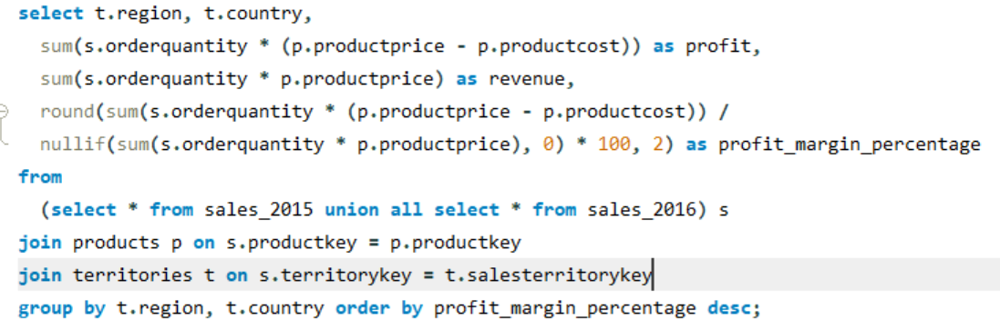 select t.region, t.country,
  sum(s.orderquantity * (p.productprice - p.productcost)) as profit,
  sum(s.orderquantity * p.productprice) as revenue,
  round(sum(s.orderquantity * (p.productprice - p.productcost)) /
  nullif(sum(s.orderquantity * p.productprice), 0) * 100, 2) as profit_margin_percentage
from
  (select * from sales_2015 union all select * from sales_2016) s
join products p on s.productkey = p.productkey
join territories t on s.territorykey = t.salesterritorykey
group by t.region, t.country order by profit_margin_percentage desc;